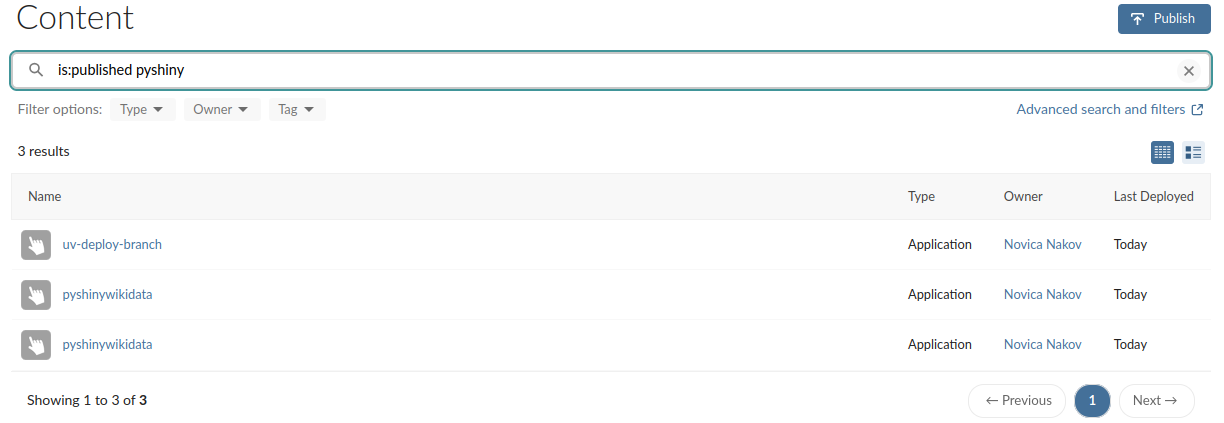 Content
Publish
is:published pyshiny
Filter options: Type Owner Tag
Advanced search and filters
3 results
Name Type Owner Last Deployed
uv-deploy-branch Application Novica Nakov Today
pyshinywikidata Application Novica Nakov Today
pyshinywikidata Application Novica Nakov Today
Showing 1 to 3 of 3
← Previous 1 Next →